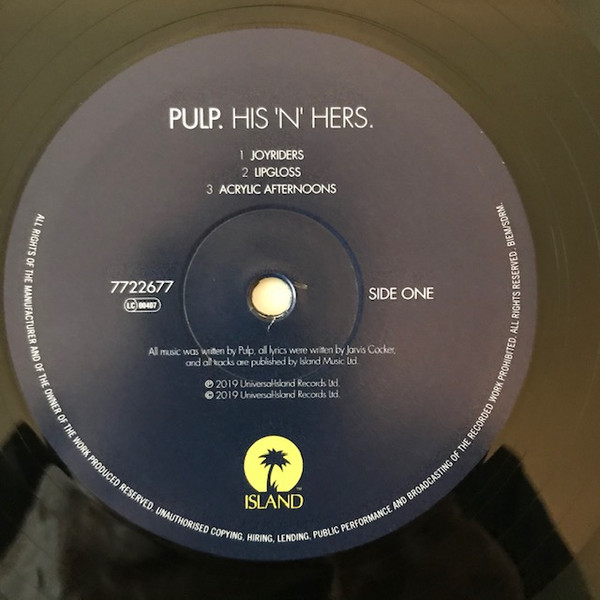 PULP. HIS 'N' HERS.
1 JOYRIDERS
2 LIPGLOSS
3 ACRYLIC AFTERNOONS
7722677
LC 00407
SIDE ONE
All music was written by Pulp, all lyrics were written by Jarvis Cocker,
and all tracks are published by Island Music Ltd.
℗ 2019 Universal-Island Records Ltd.
© 2019 Universal-Island Records Ltd.
ISLAND
ALL RIGHTS OF THE MANUFACTURER AND OF THE OWNER OF THE WORK PRODUCED RESERVED. UNAUTHORISED COPYING, HIRING, LENDING, PUBLIC PERFORMANCE AND BROADCASTING OF THE RECORDED WORK PROHIBITED. ALL RIGHTS RESERVED. BIEM/SDRM.